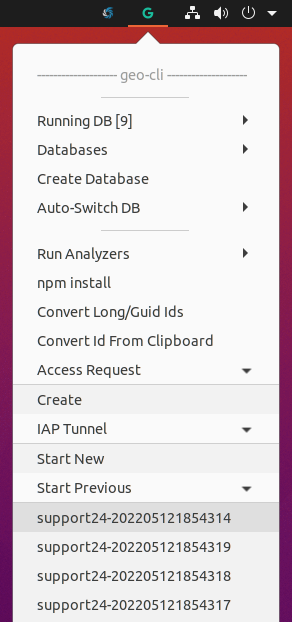 -------------------- geo-cli --------------------
Running DB [9]
Databases
Create Database
Auto-Switch DB
Run Analyzers
npm install
Convert Long/Guid Ids
Convert Id From Clipboard
Access Request
Create
IAP Tunnel
Start New
Start Previous
support24-202205121854314
support24-202205121854319
support24-202205121854318
support24-202205121854317